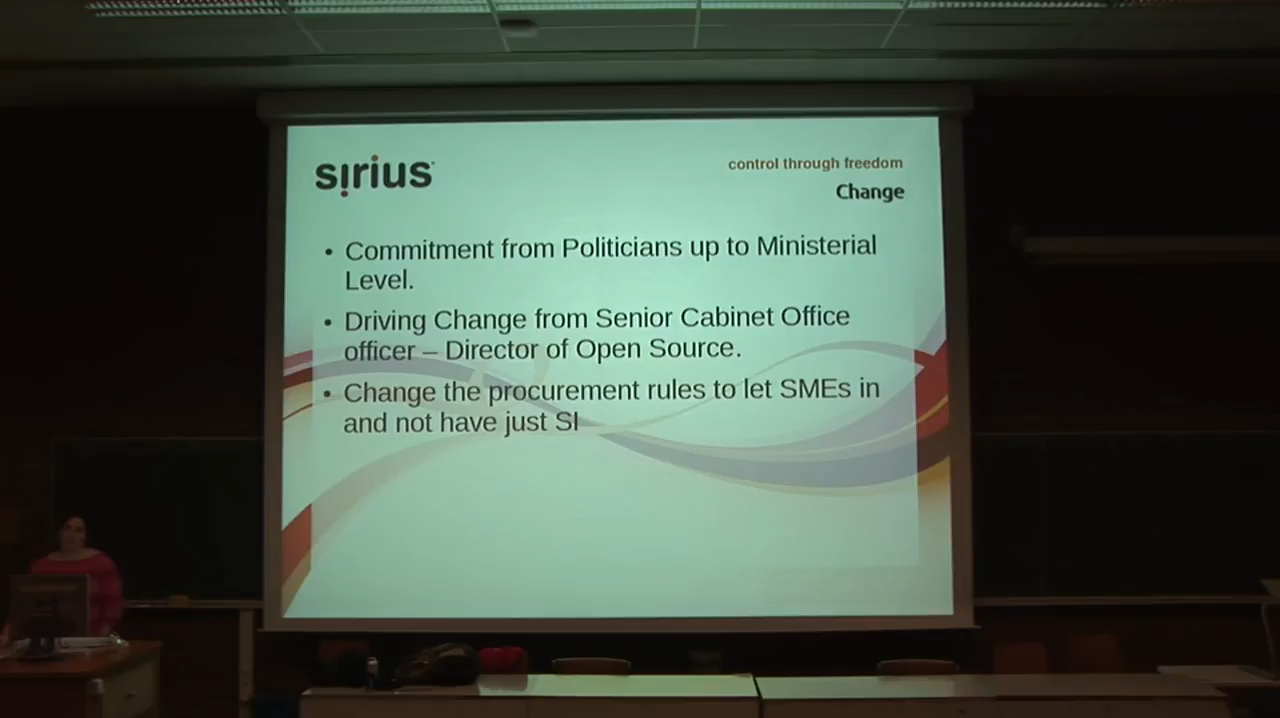 sirius
control through freedom
Change
• Commitment from Politicians up to Ministerial
Level.
• Driving Change from Senior Cabinet Office
officer – Director of Open Source.
• Change the procurement rules to let SMEs in
and not have just SI